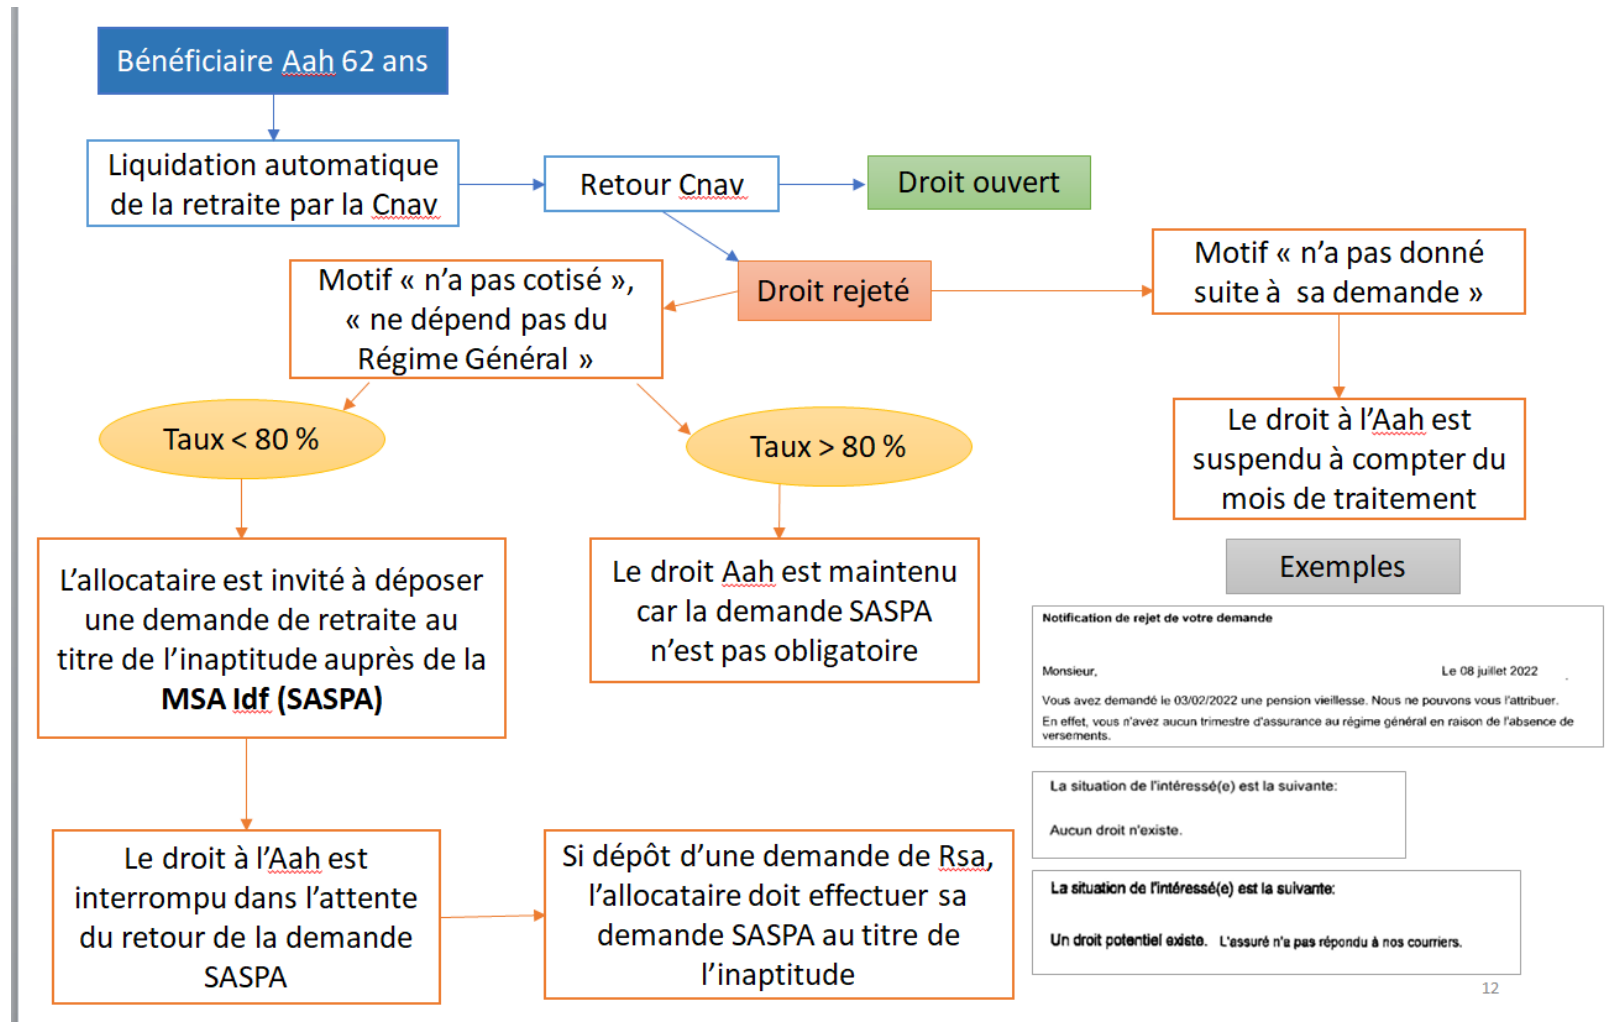 Bénéficiaire Aah 62 ans
Liquidation automatique
de la retraite par la Cnav
Retour Cnav
Droit ouvert
Droit rejeté
Motif « n’a pas donné
suite à  sa demande »
Motif « n’a pas cotisé »,
« ne dépend pas du
Régime Général »
Taux < 80 %
Taux > 80 %
Le droit à l’Aah est
suspendu à compter du
mois de traitement
L’allocataire est invité à déposer
une demande de retraite au
titre de l’inaptitude auprès de la
MSA Idf (SASPA)
Le droit Aah est maintenu
car la demande SASPA
n’est pas obligatoire
Le droit à l’Aah est
interrompu dans l’attente
du retour de la demande
SASPA
Si dépôt d’une demande de Rsa,
l’allocataire doit effectuer sa
demande SASPA au titre de
l’inaptitude
Exemples
Notification de rejet de votre demande
Monsieur,
Le 08 juillet 2022
Vous avez demandé le 03/02/2022 une pension vieillesse. Nous ne pouvons vous l'attribuer.
En effet, vous n'avez aucun trimestre d'assurance au régime général en raison de l'absence de
versements.
La situation de l'intéressé(e) est la suivante:
Aucun droit n'existe.
La situation de l'intéressé(e) est la suivante:
Un droit potentiel existe. L'assuré n'a pas répondu à nos courriers.
12